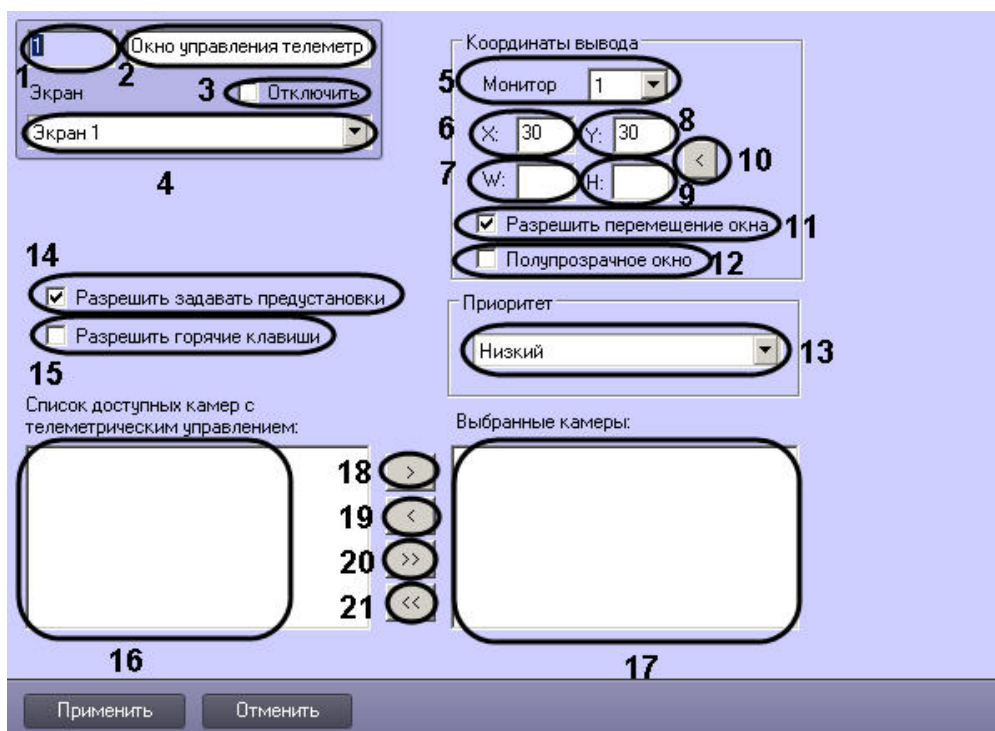 1 Окно управления телеметр
1 2
Экран 3 Отключить
Экран 1
4
Координаты вывода
5 Монитор 1
6 X: 30 Y: 30 8
7 W: H: 9
< 10
Разрешить перемещение окна 11
Полупрозрачное окно 12
14
Разрешить задавать предустановки
Разрешить горячие клавиши
15
Приоритет
Низкий 13
Список доступных камер с
телеметрическим управлением:
Выбранные камеры:
18 >
19 <
20 >>
21 <<
16
17
Применить Отменить